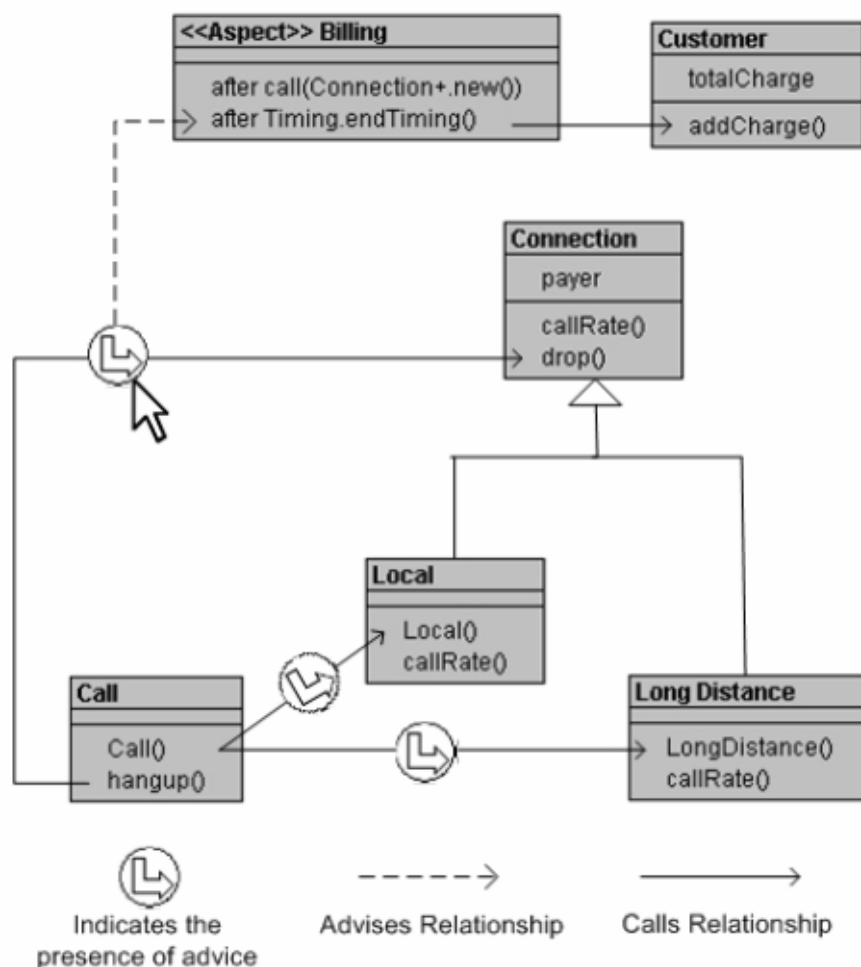 <<Aspect>> Billing
after call(Connection+.new())
after Timing.endTiming()
Customer
totalCharge
addCharge()
Connection
payer
callRate()
drop()
Local
Local()
callRate()
Call
Call()
hangup()
Long Distance
LongDistance()
callRate()
Indicates the
presence of advice
Advises Relationship
Calls Relationship